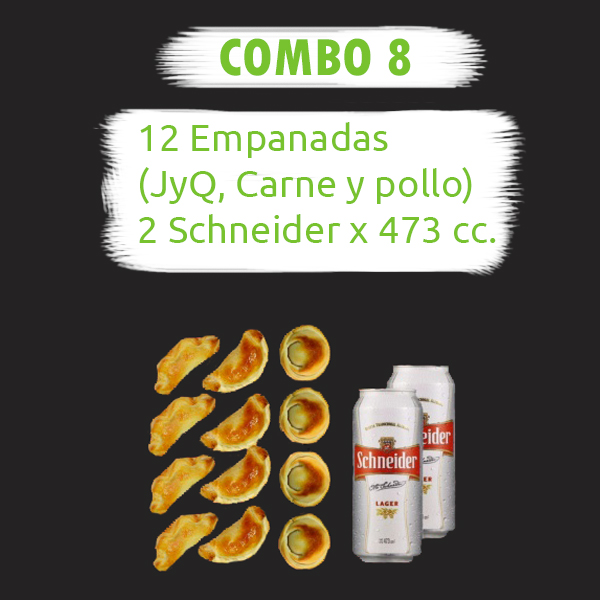 COMBO 8
12 Empanadas
(JyQ, Carne y pollo)
2 Schneider x 473 cc.
Schneider
LAGER
Schneider